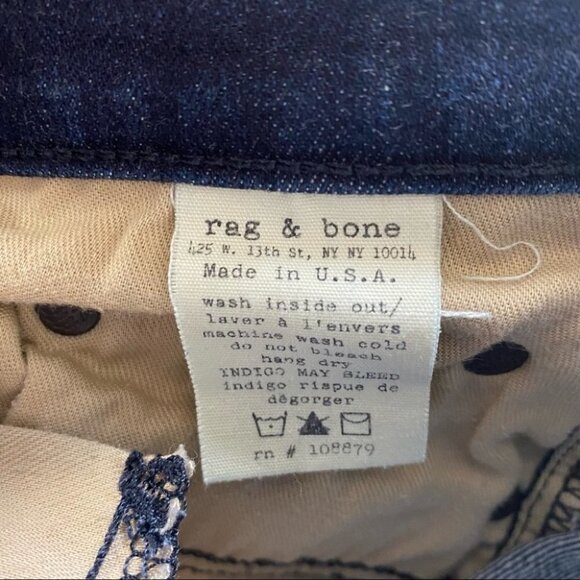 rag & bone
425 W. 13th St, NY NY 10014
Made in U.S.A.
wash inside out/
laver à l'envers
machine wash cold
do not bleach
hang dry
INDIGO MAY BLEED
indigo rispue de
dégorger
rn # 108879